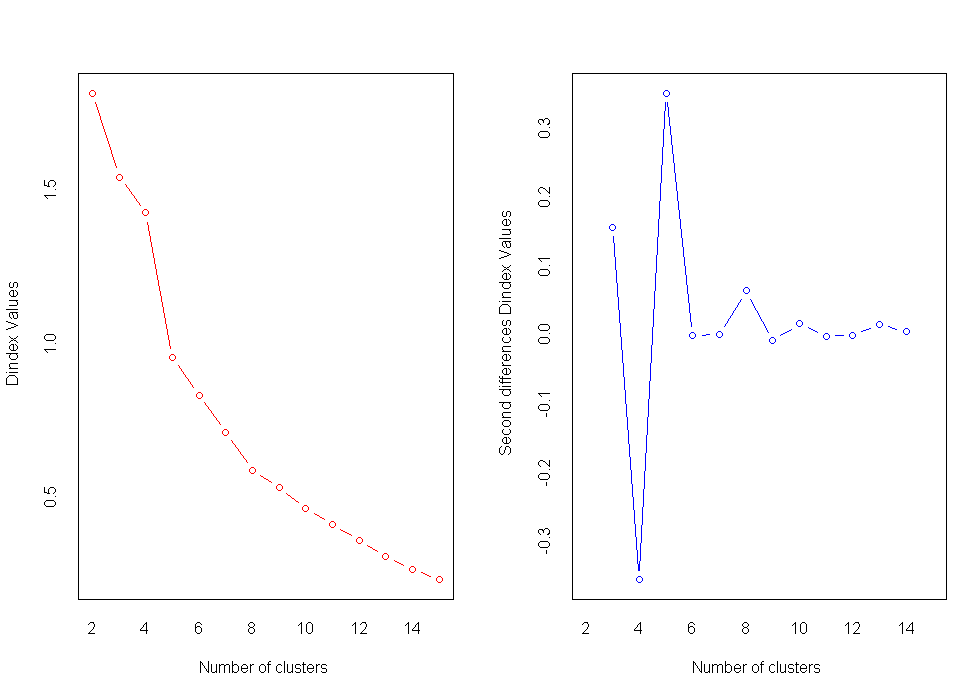 Dindex Values
1.5
1.0
0.5
2 4 6 8 10 12 14
Number of clusters
Second differences Dindex Values
0.3
0.2
0.1
0.0
-0.1
-0.2
-0.3
2 4 6 8 10 12 14
Number of clusters